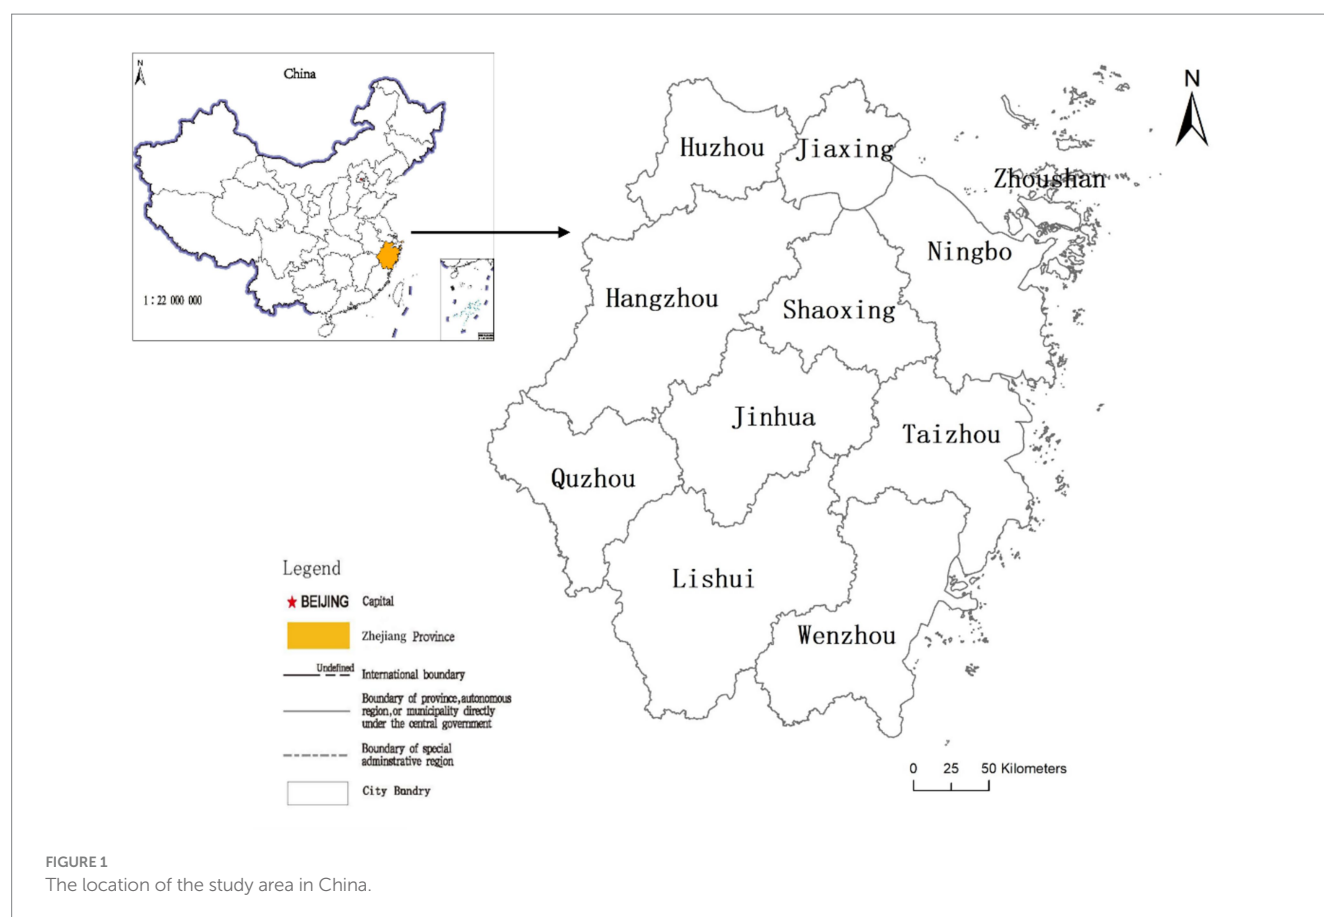 China
N
1 : 22 000 000
N
Huzhou
Jiaxing
Zhoushan
Ningbo
Hangzhou
Shaoxing
Jinhua
Taizhou
Quzhou
Lishui
Wenzhou
Legend
★ BEIJING Capital
Zhejiang Province
Undefined International boundary
Boundary of province,autonomous
region,or municipality directly
under the central government
Boundary of special
adminstrative region
City Bundry
0 25 50 Kilometers
FIGURE 1
The location of the study area in China.